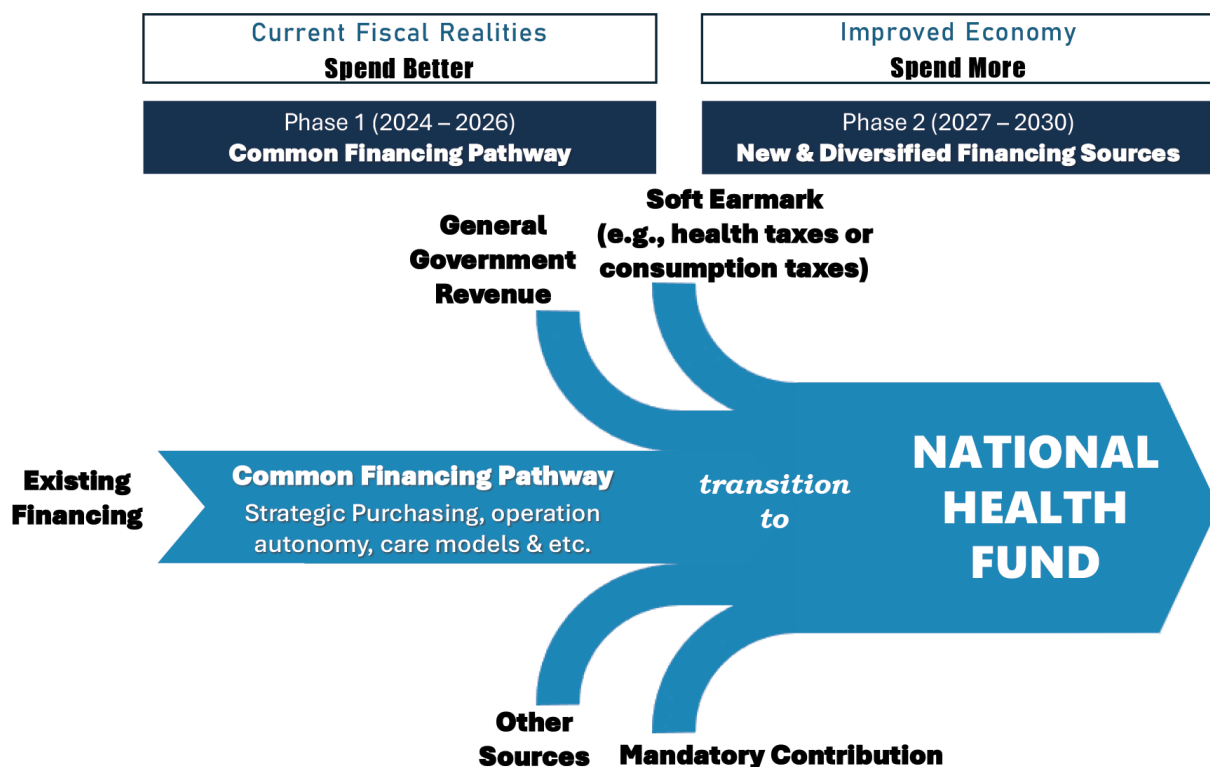 Current Fiscal Realities
Spend Better
Improved Economy
Spend More
Phase 1 (2024 – 2026)
Common Financing Pathway
Phase 2 (2027 – 2030)
New & Diversified Financing Sources
General
Government
Revenue
Soft Earmark
(e.g., health taxes or
consumption taxes)
Existing
Financing
Common Financing Pathway
Strategic Purchasing, operation
autonomy, care models & etc.
transition
to
NATIONAL
HEALTH
FUND
Other
Sources
Mandatory Contribution